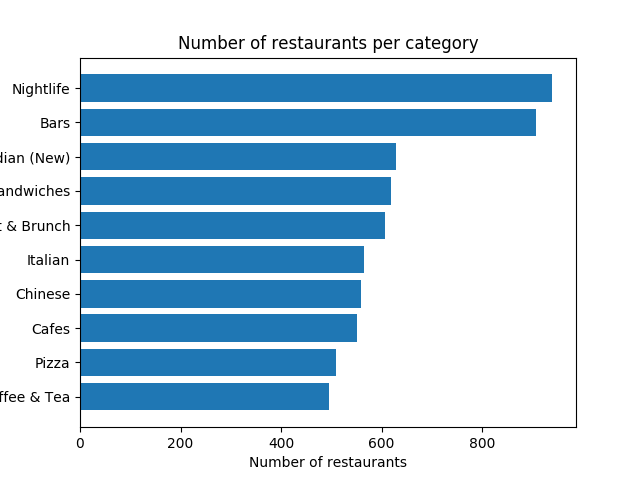 Number of restaurants per category
Nightlife
Bars
dian (New)
andwiches
t & Brunch
Italian
Chinese
Cafes
Pizza
ffee & Tea
0 200 400 600 800
Number of restaurants